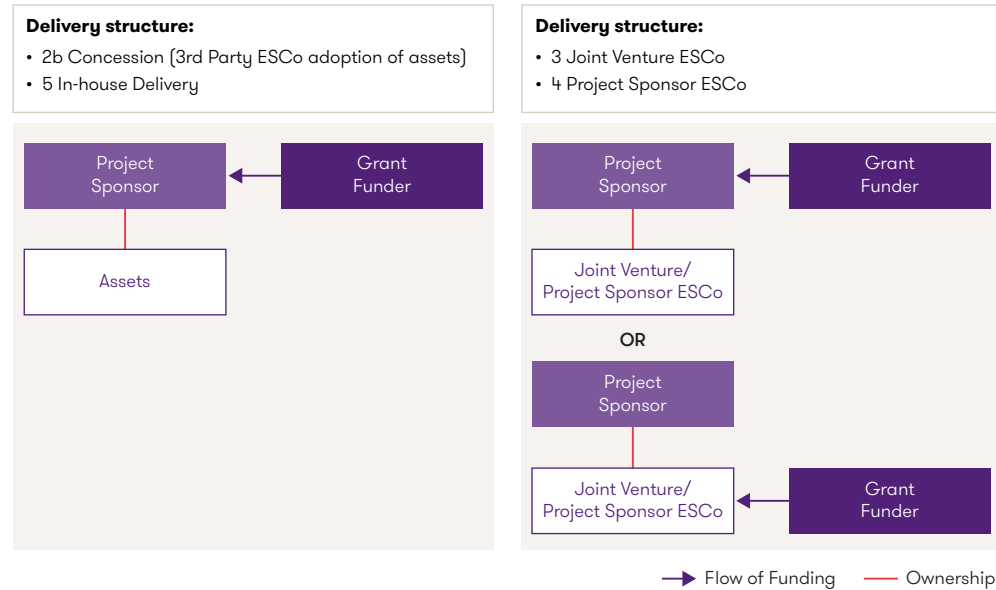 Delivery structure:
• 2b Concession (3rd Party ESCo adoption of assets)
• 5 In-house Delivery
Project
Sponsor
Grant
Funder
Assets
Delivery structure:
• 3 Joint Venture ESCo
• 4 Project Sponsor ESCo
Project
Sponsor
Grant
Funder
Joint Venture/
Project Sponsor ESCo
OR
Project
Sponsor
Joint Venture/
Project Sponsor ESCo
Grant
Funder
Flow of Funding
Ownership